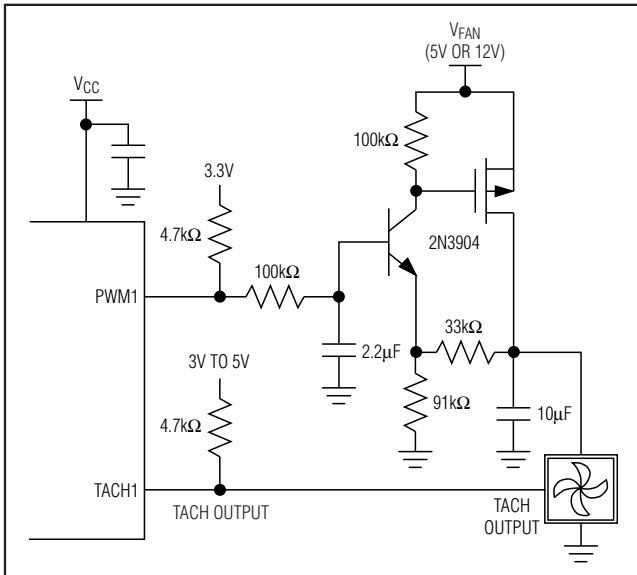 VFAN
(5V OR 12V)
VCC
100kΩ
3.3V
4.7kΩ
2N3904
100kΩ
PWM1
33kΩ
2.2μF
3V TO 5V
91kΩ
10μF
4.7kΩ
TACH1
TACH OUTPUT
TACH
OUTPUT